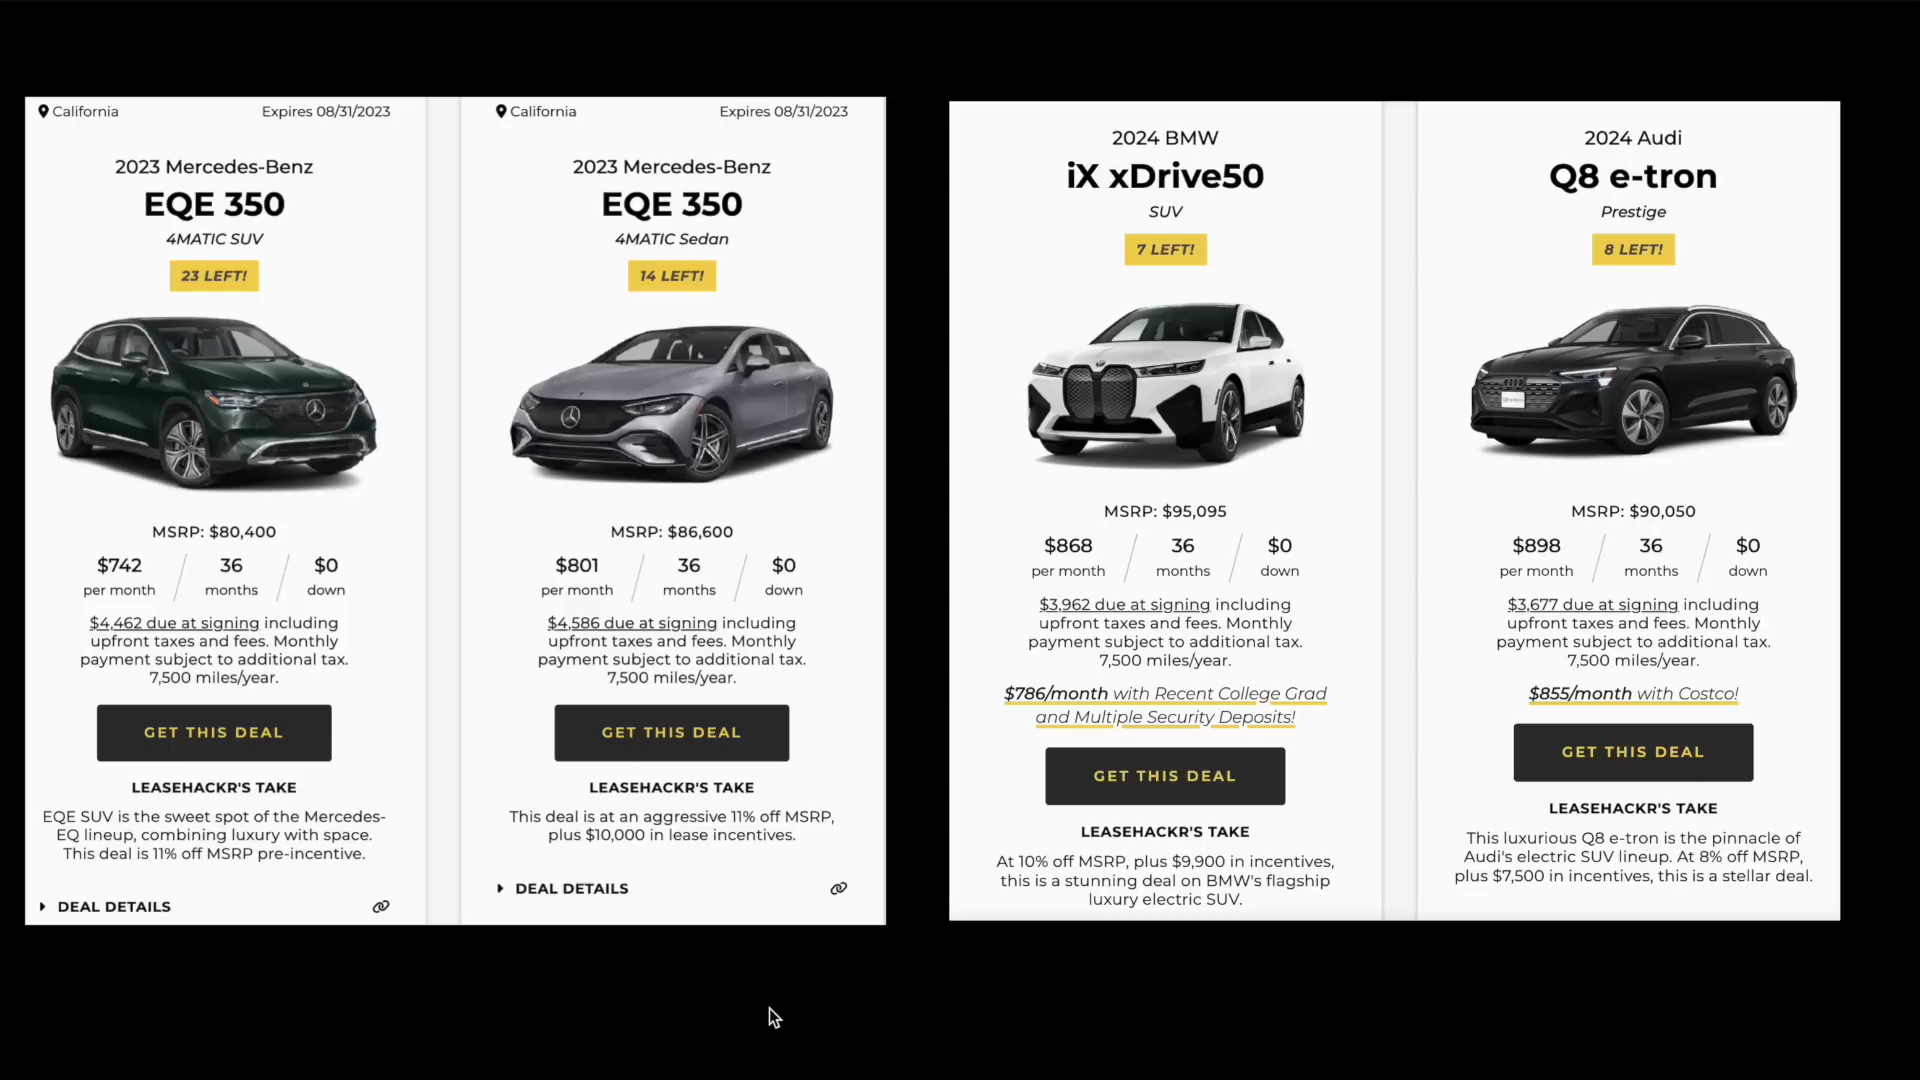 California
Expires 08/31/2023
2023 Mercedes-Benz
EQE 350
4MATIC SUV
23 LEFT!
MSRP: $80,400
$742
36
$0
per month
months
down
$4,462 due at signing including
upfront taxes and fees. Monthly
payment subject to additional tax.
7,500 miles/year.
GET THIS DEAL
LEASEHACKR'S TAKE
EQE SUV is the sweet spot of the Mercedes-
EQ lineup, combining luxury with space.
This deal is 11% off MSRP pre-incentive.
DEAL DETAILS
California
Expires 08/31/2023
2023 Mercedes-Benz
EQE 350
4MATIC Sedan
14 LEFT!
MSRP: $86,600
$801
36
$0
per month
months
down
$4,586 due at signing including
upfront taxes and fees. Monthly
payment subject to additional tax.
7,500 miles/year.
GET THIS DEAL
LEASEHACKR'S TAKE
This deal is at an aggressive 11% off MSRP,
plus $10,000 in lease incentives.
DEAL DETAILS
2024 BMW
iX xDrive50
SUV
7 LEFT!
MSRP: $95,095
$868
36
$0
per month
months
down
$3,962 due at signing including
upfront taxes and fees. Monthly
payment subject to additional tax.
7,500 miles/year.
$786/month with Recent College Grad
and Multiple Security Deposits!
GET THIS DEAL
LEASEHACKR'S TAKE
At 10% off MSRP, plus $9,900 in incentives,
this is a stunning deal on BMW's flagship
luxury electric SUV.
2024 Audi
Q8 e-tron
Prestige
8 LEFT!
MSRP: $90,050
$898
36
$0
per month
months
down
$3,677 due at signing including
upfront taxes and fees. Monthly
payment subject to additional tax.
7,500 miles/year.
$855/month with Costco!
GET THIS DEAL
LEASEHACKR'S TAKE
This luxurious Q8 e-tron is the pinnacle of
Audi's electric SUV lineup. At 8% off MSRP,
plus $7,500 in incentives, this is a stellar deal.